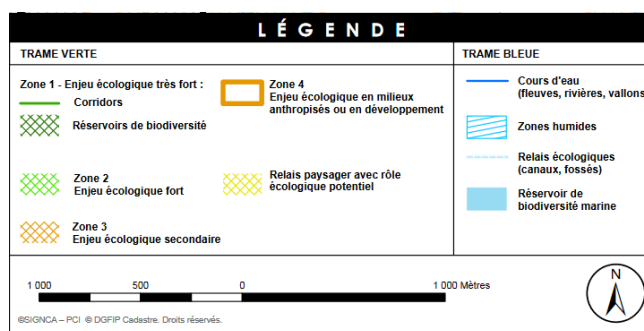 LÉGENDE
TRAME VERTE
Zone 1 - Enjeu écologique très fort :
Corridors
Réservoirs de biodiversité
Zone 2
Enjeu écologique fort
Zone 3
Enjeu écologique secondaire
Zone 4
Enjeu écologique en milieux
anthropisés ou en développement
Relais paysager avec rôle
écologique potentiel
TRAME BLEUE
Cours d'eau
(fleuves, rivières, vallons)
Zones humides
Relais écologiques
(canaux, fossés)
Réservoir de
biodiversité marine
1 000 500 0 1 000 Mètres
N
©SIGNCA – PCI © DGFIP Cadastre. Droits réservés.